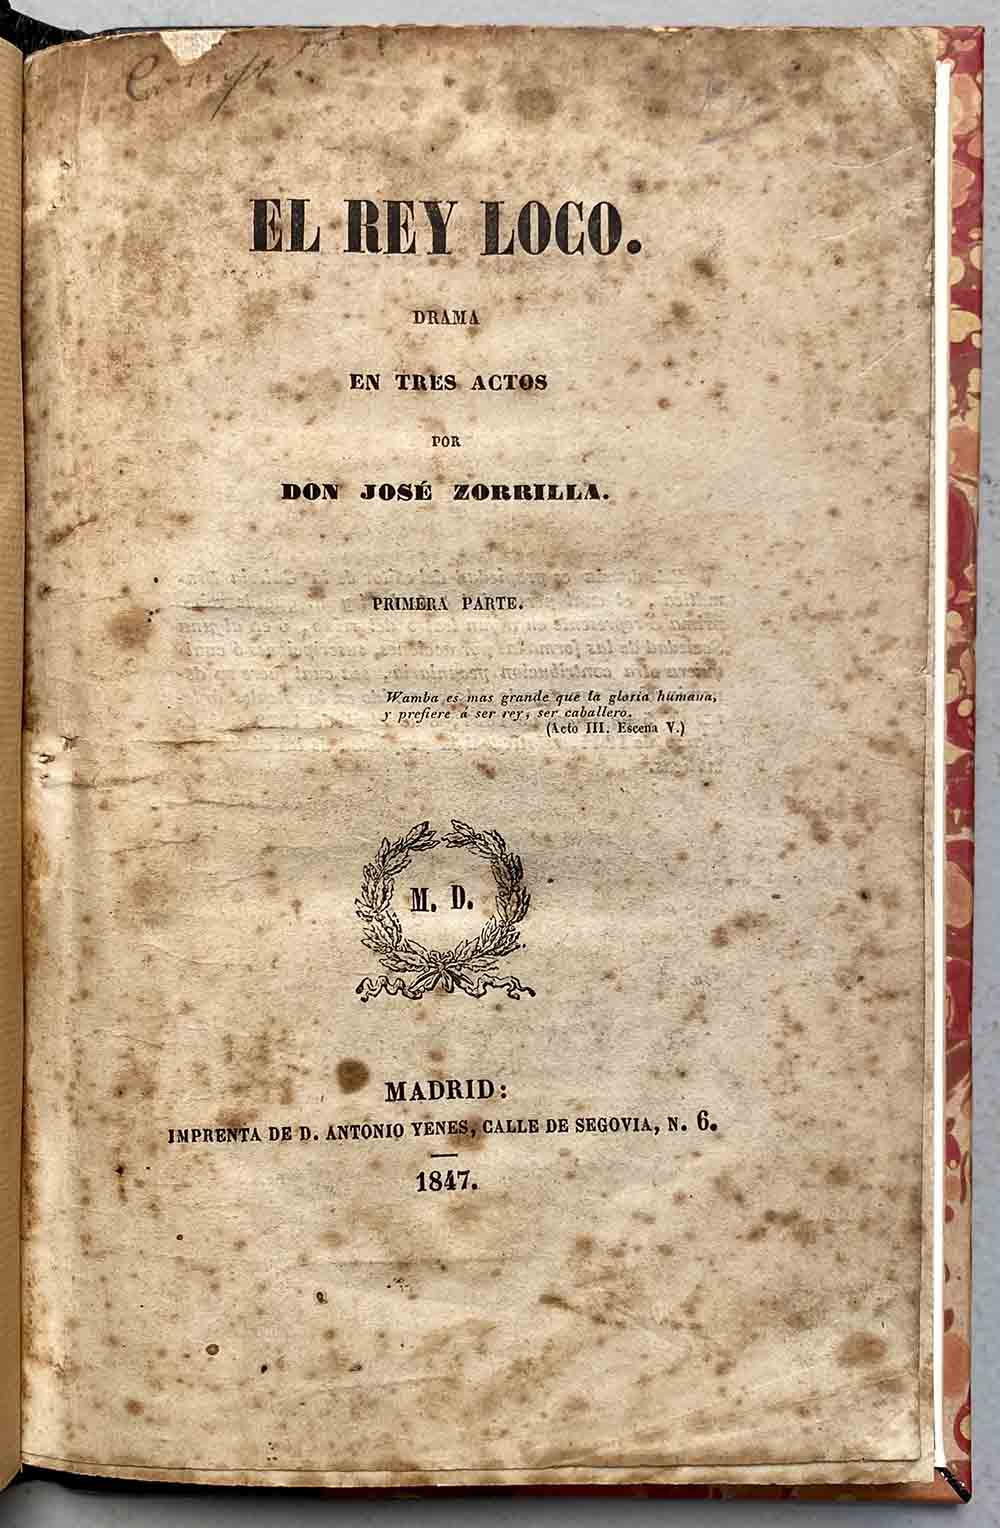 EL REY LOCO.
DRAMA
EN TRES ACTOS
POR
DON JOSÉ ZORRILLA.
PRIMERA PARTE.
Wamba es mas grande que la gloria humana,
y prefiere á ser rey, ser caballero.
(Acto III. Escena V.)
M. D.
MADRID:
IMPRENTA DE D. ANTONIO YENES, CALLE DE SEGOVIA, N. 6.
1847.